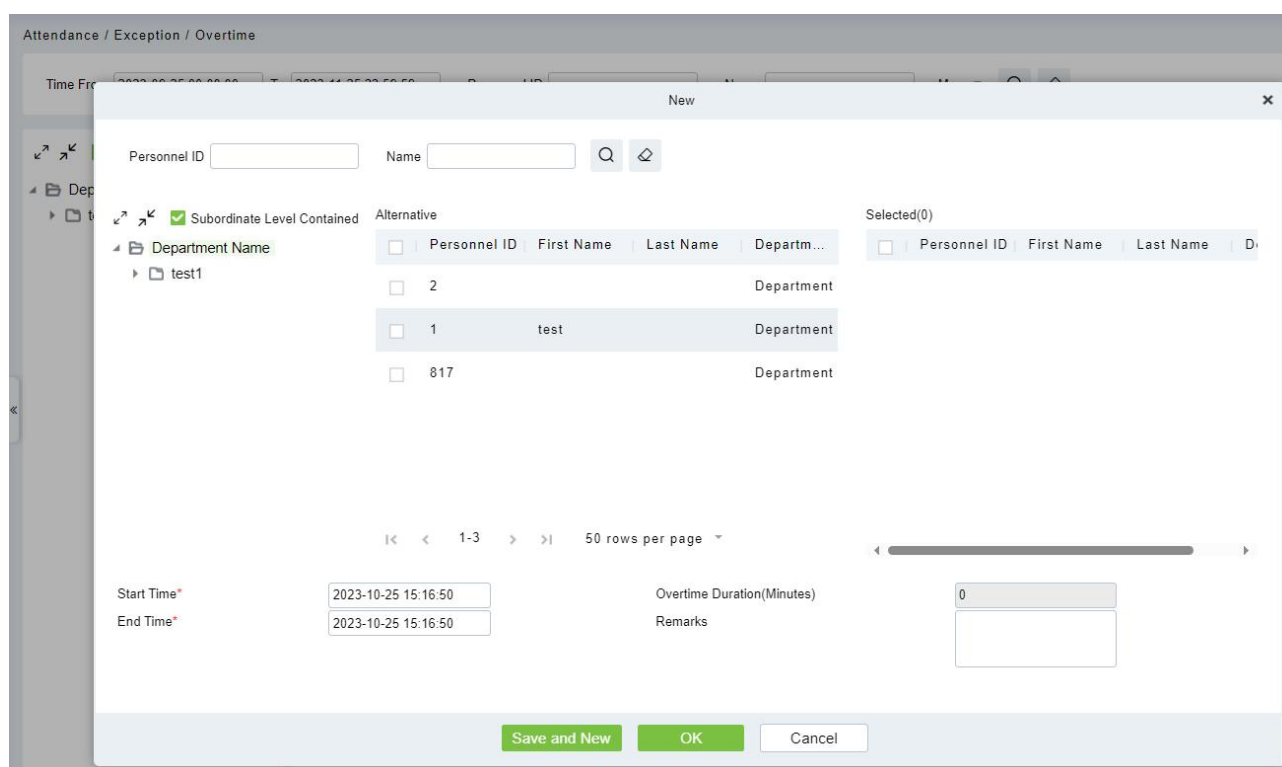 Attendance / Exception / Overtime
Time Fro
New
×
Personnel ID
Name
Dep
Subordinate Level Contained
Department Name
test1
Alternative
Personnel ID First Name Last Name Departm...
2 Department
1 test Department
817 Department
1-3 50 rows per page
Selected(0)
Personnel ID First Name Last Name
Start Time* 2023-10-25 15:16:50 Overtime Duration(Minutes) 0
End Time* 2023-10-25 15:16:50 Remarks
Save and New OK Cancel